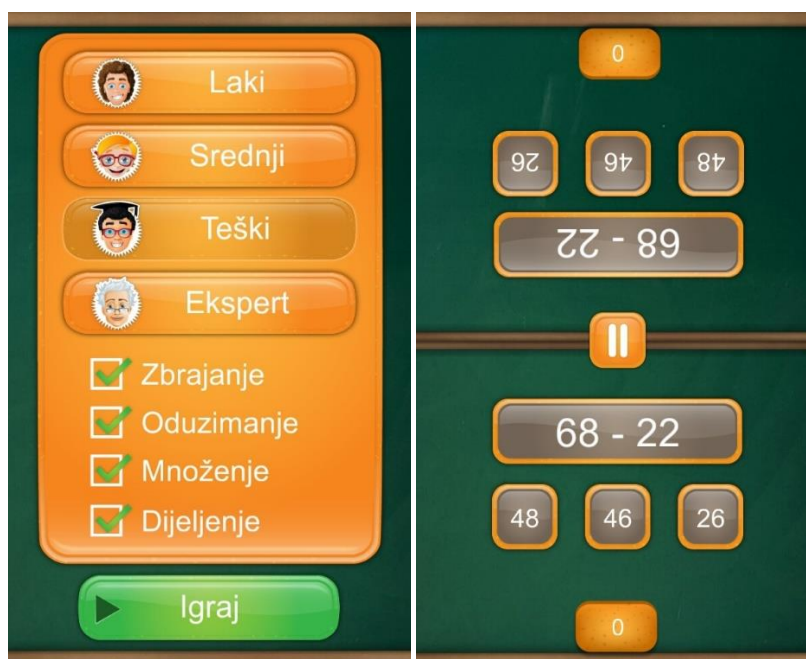 Laki
Srednji
Teški
Ekspert
Zbrajanje
Oduzimanje
Množenje
Dijeljenje
Igraj
0
26 46 48
68 - 22
68 - 22
48 46 26
0